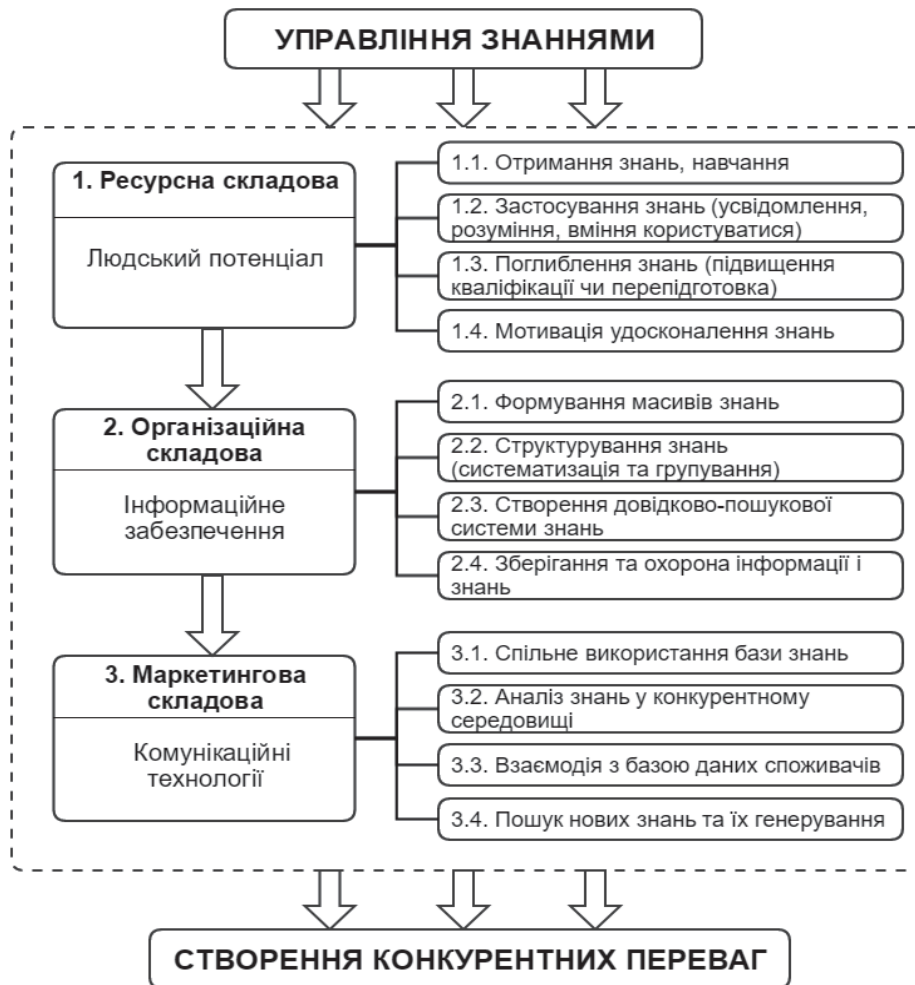 УПРАВЛІННЯ ЗНАННЯМИ
1. Ресурсна складова
Людський потенціал
1.1. Отримання знань, навчання
1.2. Застосування знань (усвідомлення,
розуміння, вміння користуватися)
1.3. Поглиблення знань (підвищення
кваліфікації чи перепідготовка)
1.4. Мотивація удосконалення знань
2. Організаційна
складова
Інформаційне
забезпечення
2.1. Формування масивів знань
2.2. Структурування знань
(систематизація та групування)
2.3. Створення довідково-пошукової
системи знань
2.4. Зберігання та охорона інформації і
знань
3. Маркетингова
складова
Комунікаційні
технології
3.1. Спільне використання бази знань
3.2. Аналіз знань у конкурентному
середовищі
3.3. Взаємодія з базою даних споживачів
3.4. Пошук нових знань та їх генерування
СТВОРЕННЯ КОНКУРЕНТНИХ ПЕРЕВАГ